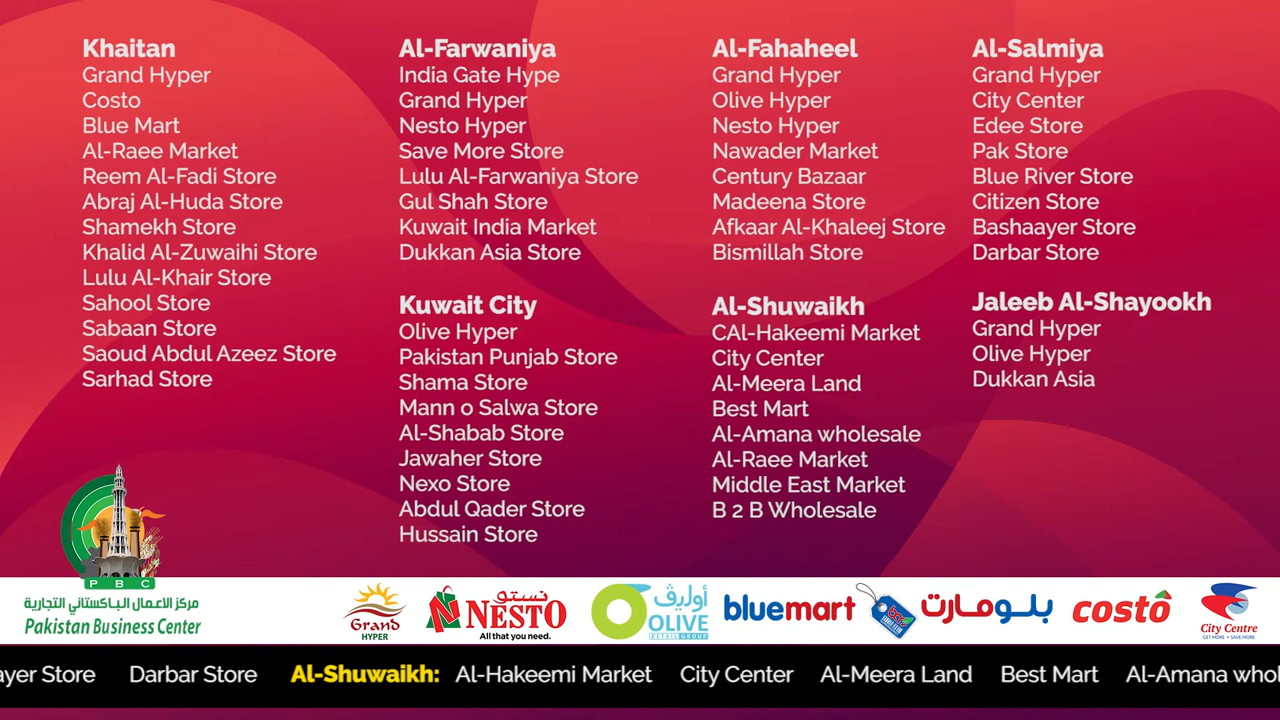 Khaitan
Grand Hyper
Costo
Blue Mart
Al-Raee Market
Reem Al-Fadi Store
Abraj Al-Huda Store
Shamekh Store
Khalid Al-Zuwaihi Store
Lulu Al-Khair Store
Sahool Store
Sabaan Store
Saoud Abdul Azeez Store
Sarhad Store
Al-Farwaniya
India Gate Hype
Grand Hyper
Nesto Hyper
Save More Store
Lulu Al-Farwaniya Store
Gul Shah Store
Kuwait India Market
Dukkan Asia Store
Kuwait City
Olive Hyper
Pakistan Punjab Store
Shama Store
Mann o Salwa Store
Al-Shabab Store
Jawaher Store
Nexo Store
Abdul Qader Store
Hussain Store
Al-Fahaheel
Grand Hyper
Olive Hyper
Nesto Hyper
Nawader Market
Century Bazaar
Madeena Store
Afkaar Al-Khaleej Store
Bismillah Store
Al-Shuwaikh
CAl-Hakeemi Market
City Center
Al-Meera Land
Best Mart
Al-Amana wholesale
Al-Raee Market
Middle East Market
B 2 B Wholesale
Al-Salmiya
Grand Hyper
City Center
Edee Store
Pak Store
Blue River Store
Citizen Store
Bashaayer Store
Darbar Store
Jaleeb Al-Shayookh
Grand Hyper
Olive Hyper
Dukkan Asia
P B C
مركز الاعمال الباكستاني التجارية
Pakistan Business Center
Grand
HYPER
نستو
NESTO
All that you need.
أوليڤ
OLIVE
RETAIL GROUP
bluemart
بلومارت
costo
City Centre
GET MORE • SAVE MORE
ayer Store Darbar Store Al-Shuwaikh: Al-Hakeemi Market City Center Al-Meera Land Best Mart Al-Amana whol